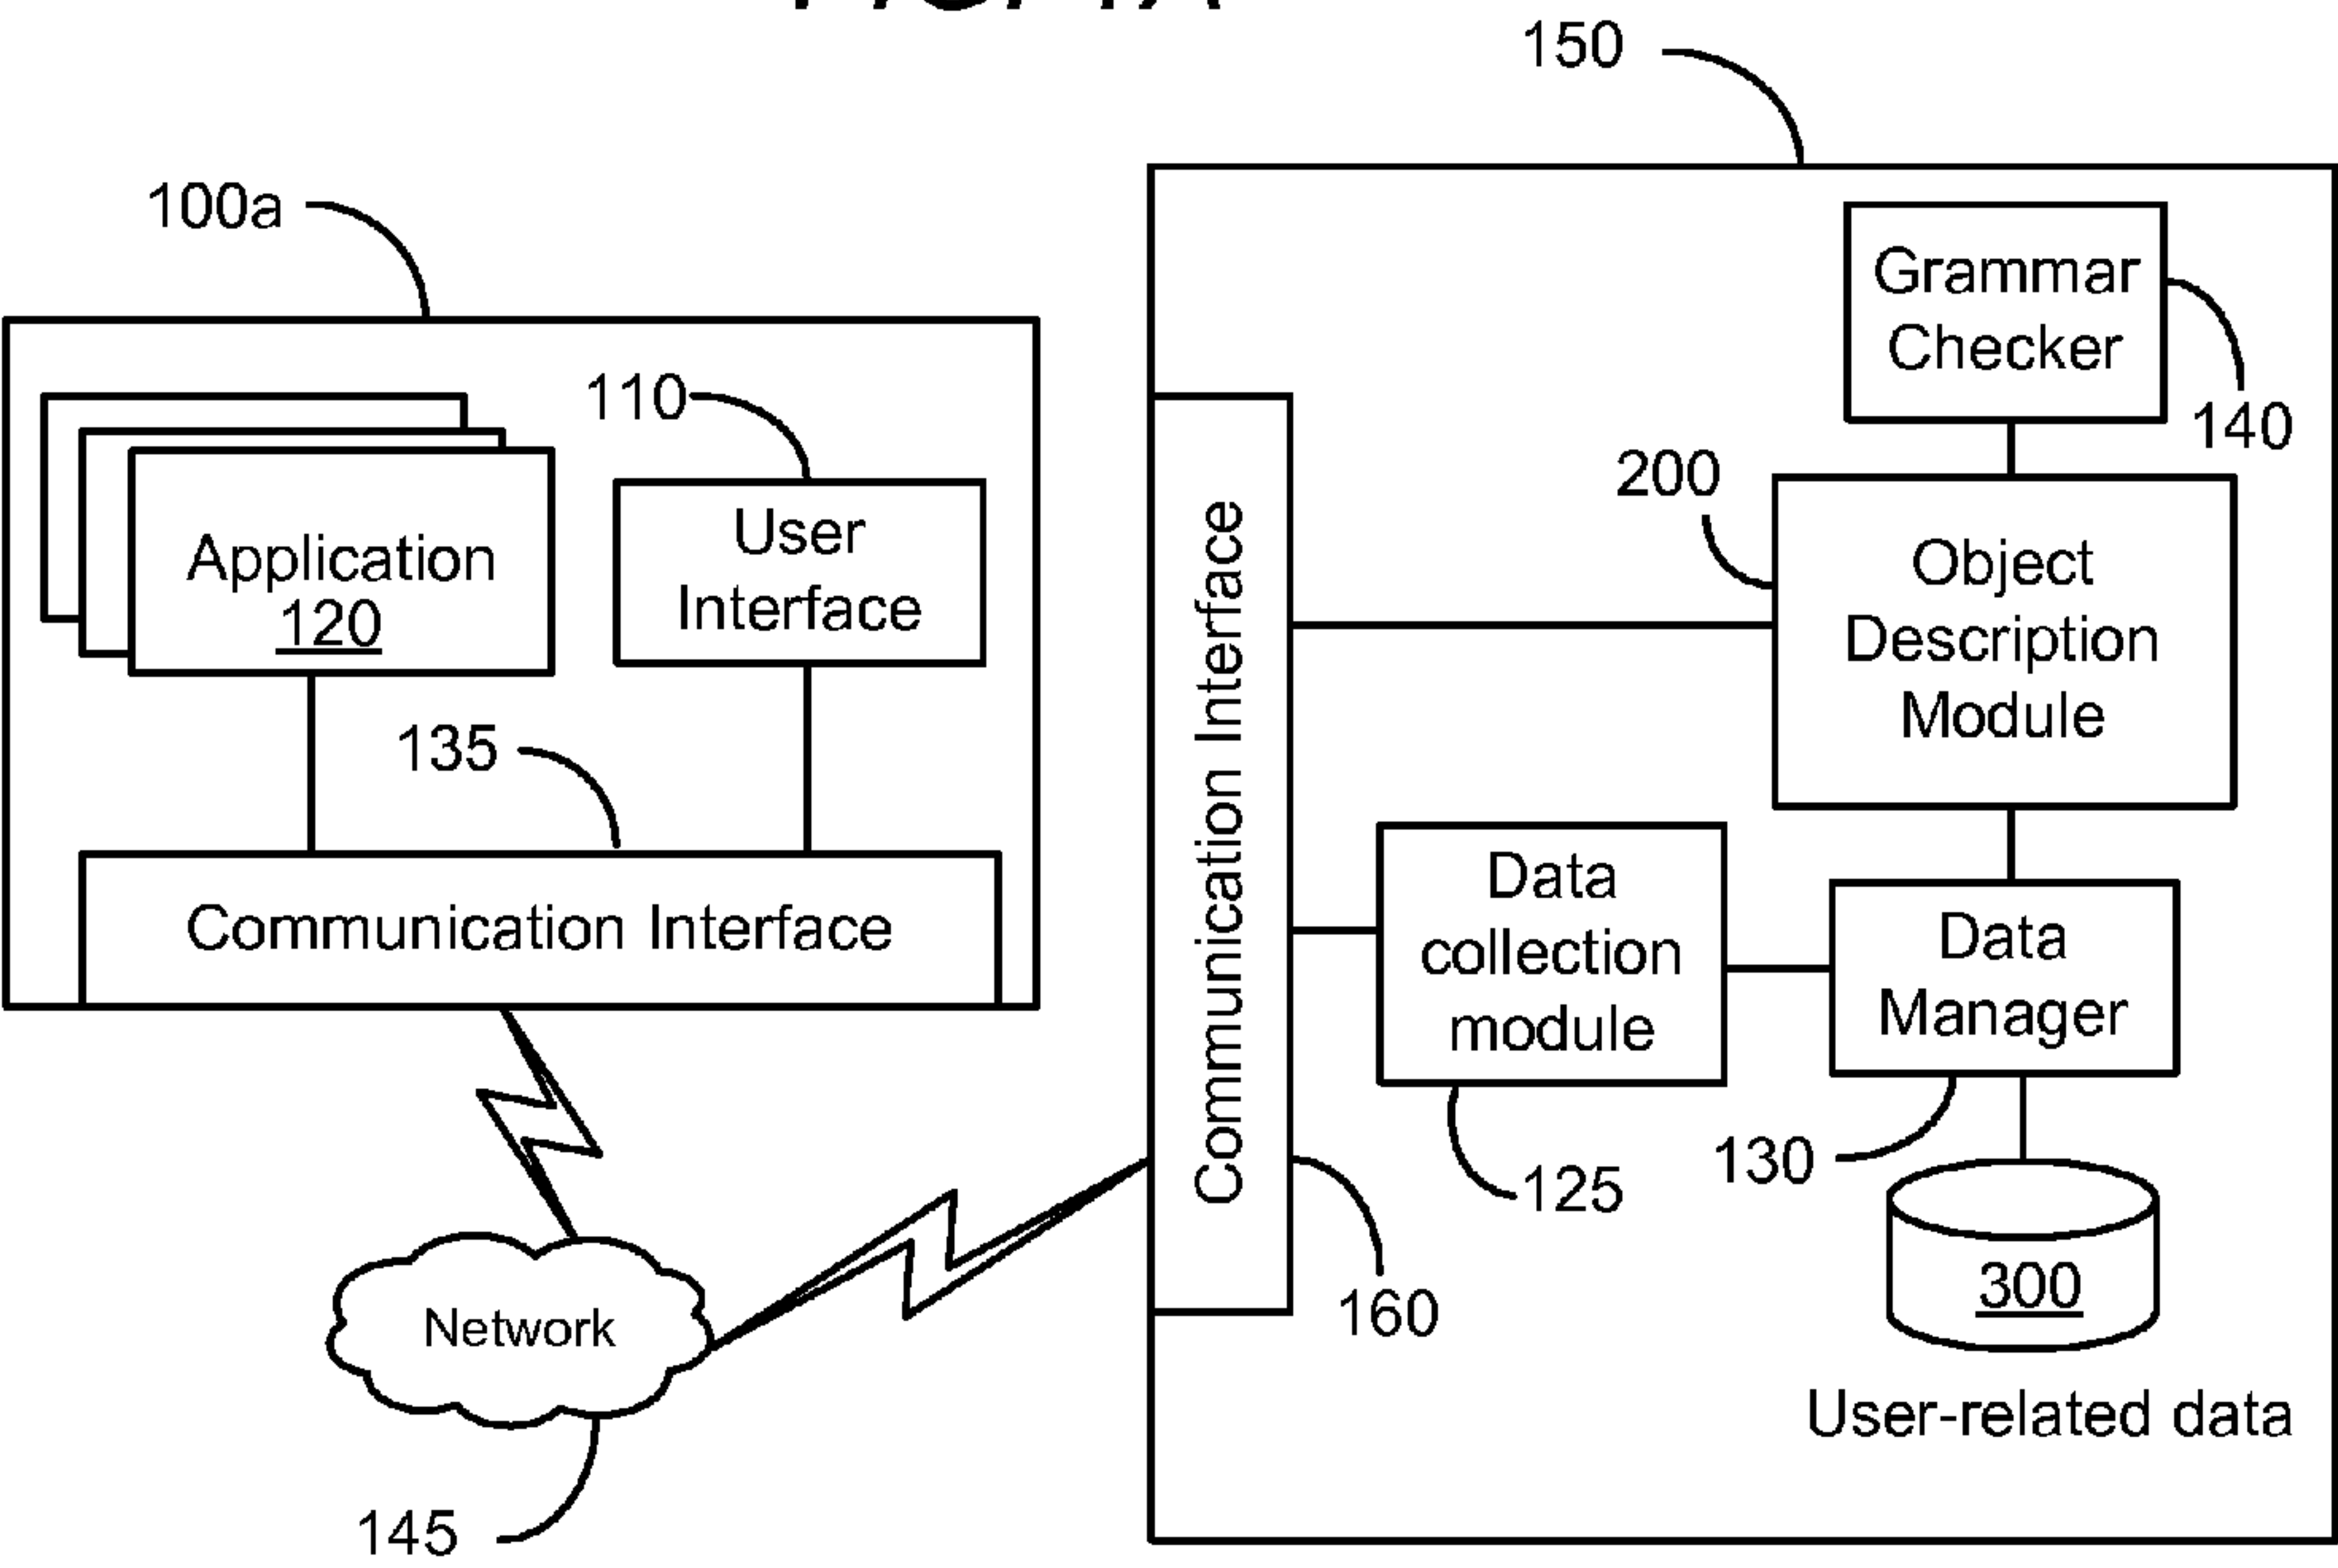 150
100a
Grammar
Checker
140
110
200
User
Interface
Application
120
Object
Description
Module
135
Communication Interface
Communication Interface
Data
collection
module
Data
Manager
125
130
160
300
Network
User-related data
145